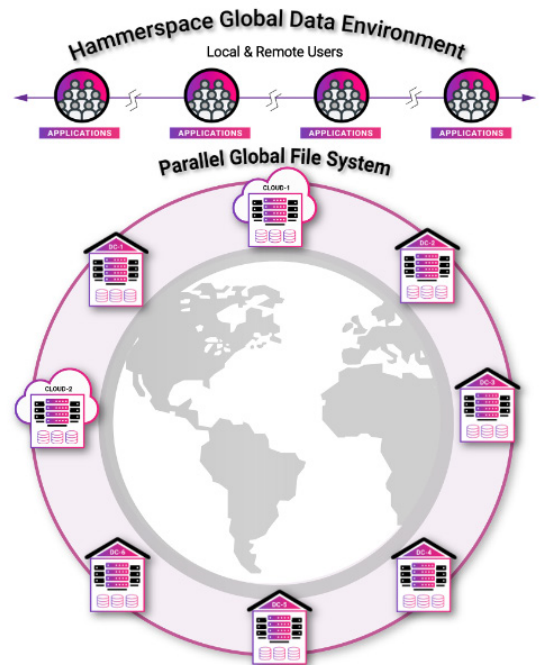 Hammerspace Global Data Environment
Local & Remote Users
APPLICATIONS APPLICATIONS APPLICATIONS APPLICATIONS
Parallel Global File System
CLOUD-1
DC-1
DC-2
CLOUD-2
DC-3
DC-6
DC-4
DC-5